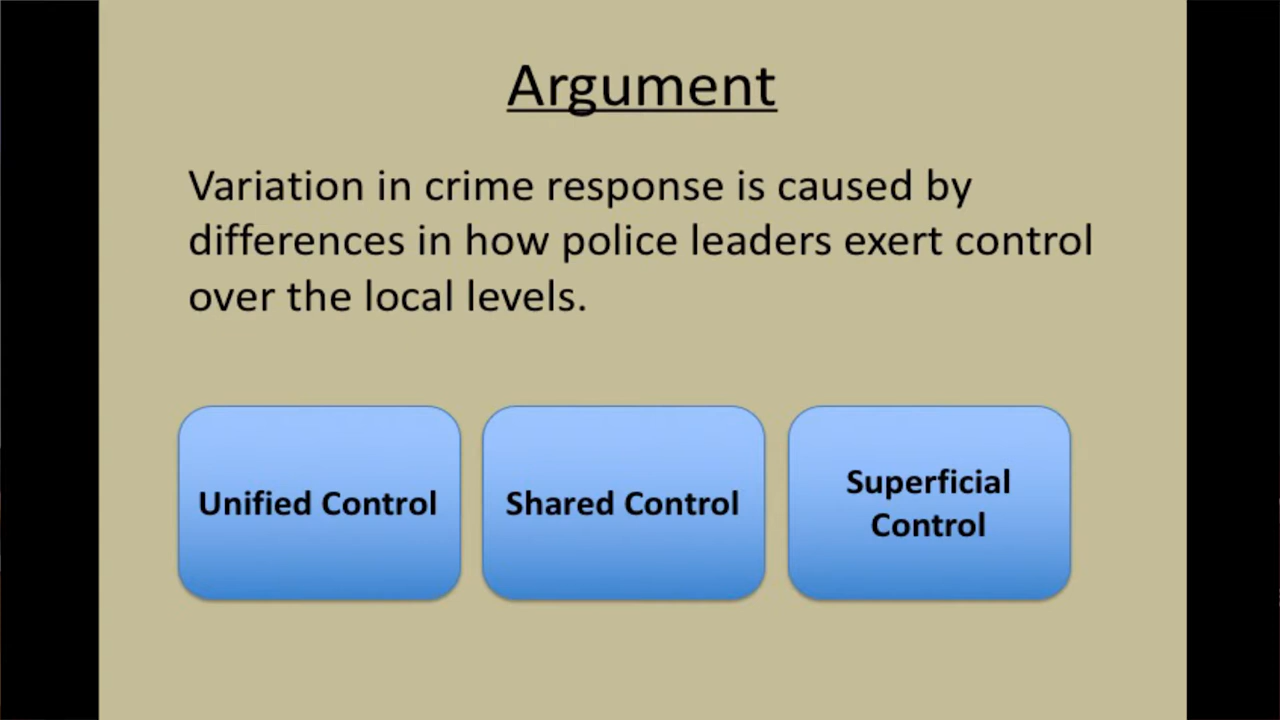 Argument
Variation in crime response is caused by
differences in how police leaders exert control
over the local levels.
Unified Control
Shared Control
Superficial
Control